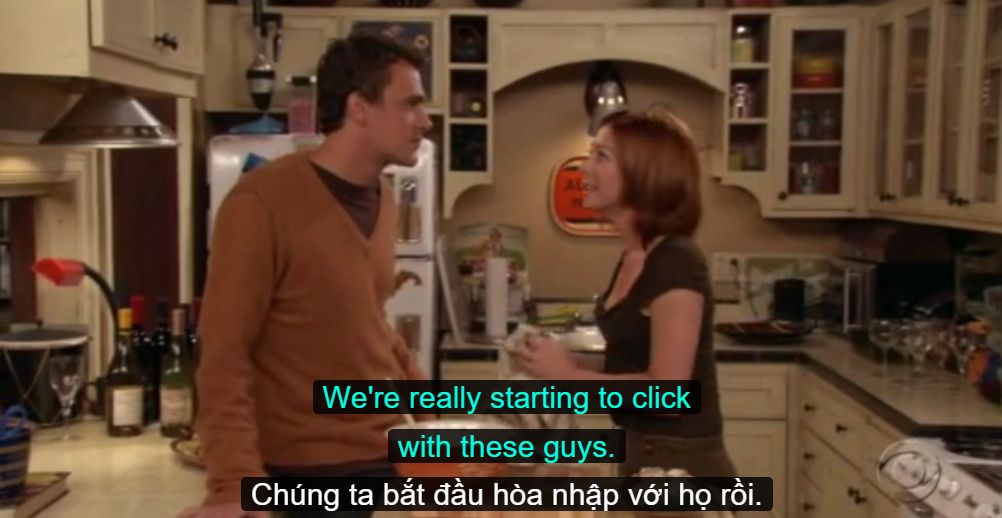 We're really starting to click
with these guys.
Chúng ta bắt đầu hòa nhập với họ rồi.